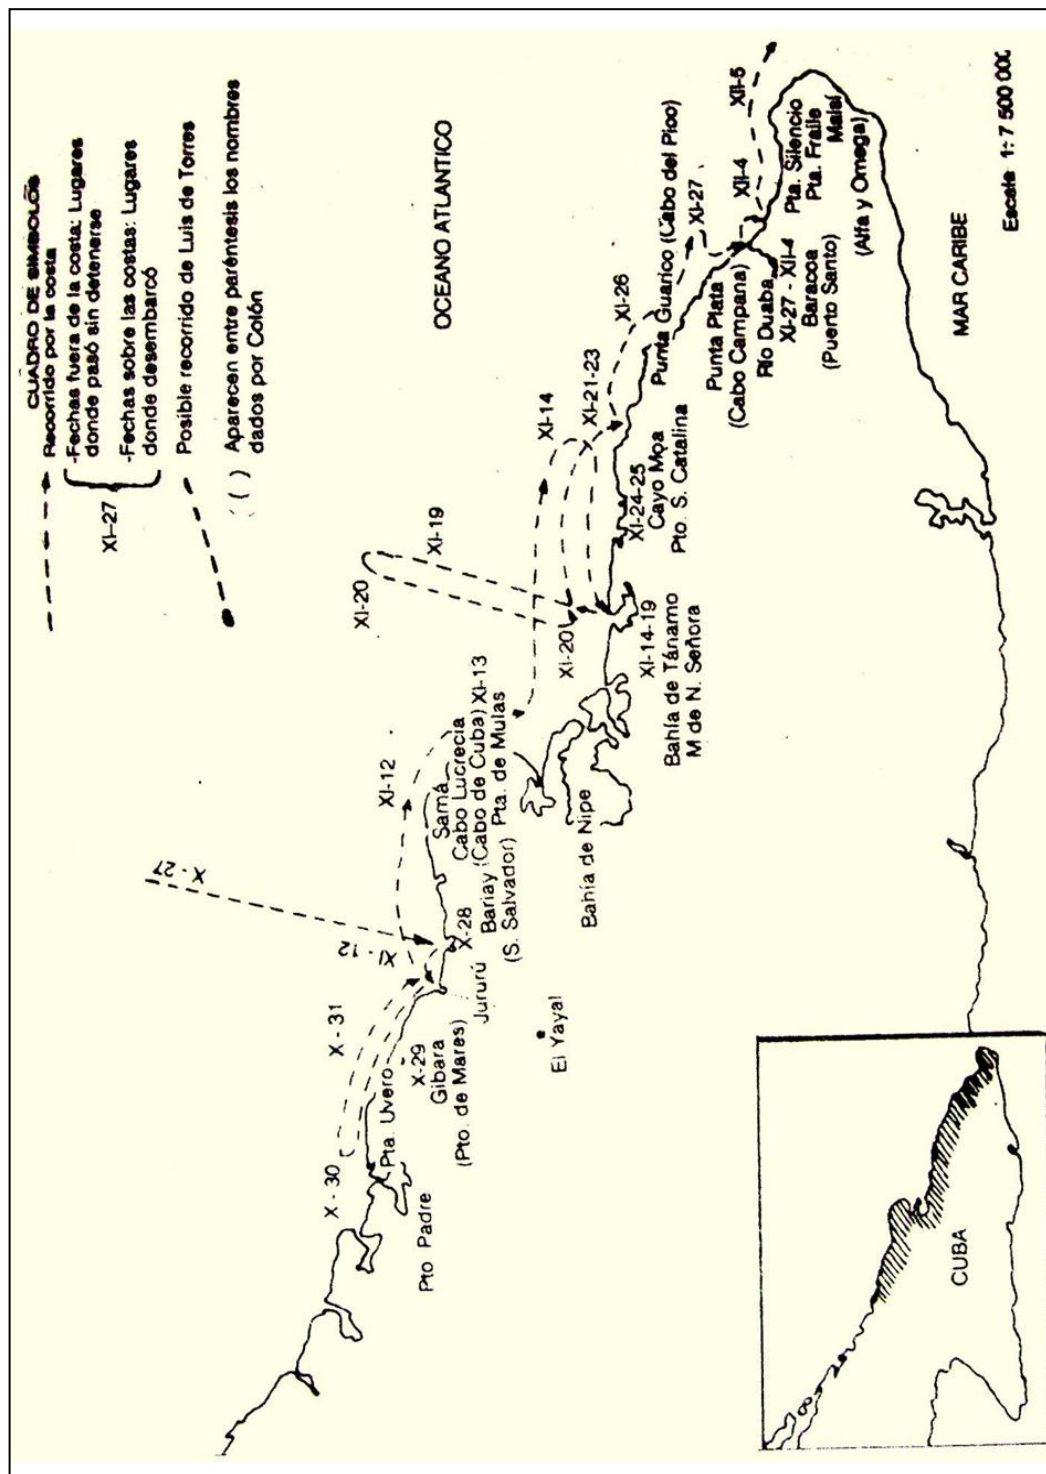 CUADRO DE SIMBOLOS
Recorrido por la costa
-Fechas fuera de la costa: Lugares
donde pasó sin detenerse
XI-27
-Fechas sobre las costas: Lugares
donde desembarcó
Posible recorrido de Luis de Torres
( ) Aparecen entre paréntesis los nombres
dados por Colón
OCEANO ATLANTICO
X - 27
X - 30
X - 31
XI-12
XI-12
XI-20
XI-19
XI-14
XI-20
XI-21-23
XI-26
XI-27
XII-4
XII-5
Pto Padre
Pta. Uvero
X-29
Gibara
(Pto. de Mares)
Jururú
X-28
Bariay
(S. Salvador)
Samá
Cabo Lucrecia
(Cabo de Cuba) XI-13
Pta. de Mulas
El Yayal
Bahía de Nipe
XI-14-19
Bahía de Tánamo
M de N. Señora
XI-24-25
Cayo Moa
Pto. S. Catalina
Punta Guarico (Cabo del Pico)
Punta Plata
(Cabo Campana)
Río Duaba
XI-27 - XII-4
Baracoa
(Puerto Santo)
Pta. Silencio
Pta. Fraile
Maisí
(Alfa y Omega)
MAR CARIBE
Escala 1: 7 500 000
CUBA